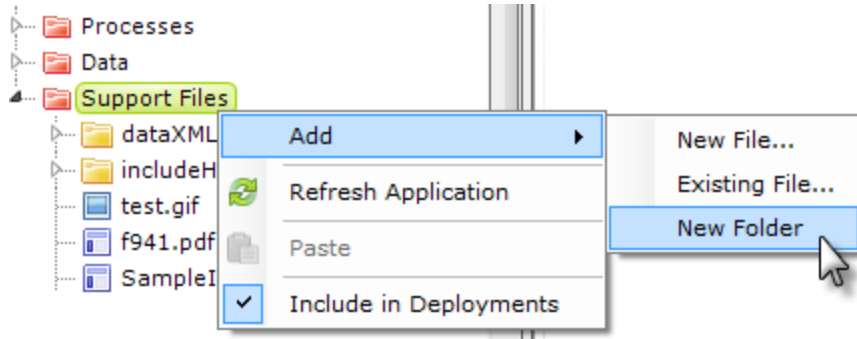 Processes
Data
Support Files
dataXML
includeH
test.gif
f941.pdf
SampleI
Add
Refresh Application
Paste
Include in Deployments
New File...
Existing File...
New Folder